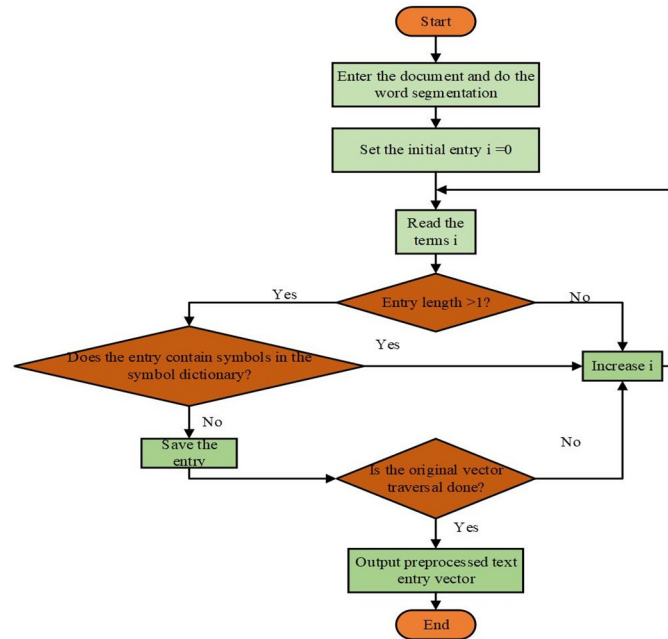 Start
Enter the document and do the
word segmentation
Set the initial entry i =0
Read the
terms i
Yes
Entry length >1?
No
Does the entry contain symbols in the
symbol dictionary?
Yes
Increase i
No
Save the
entry
No
Is the original vector
traversal done?
Yes
Output preprocessed text
entry vector
End